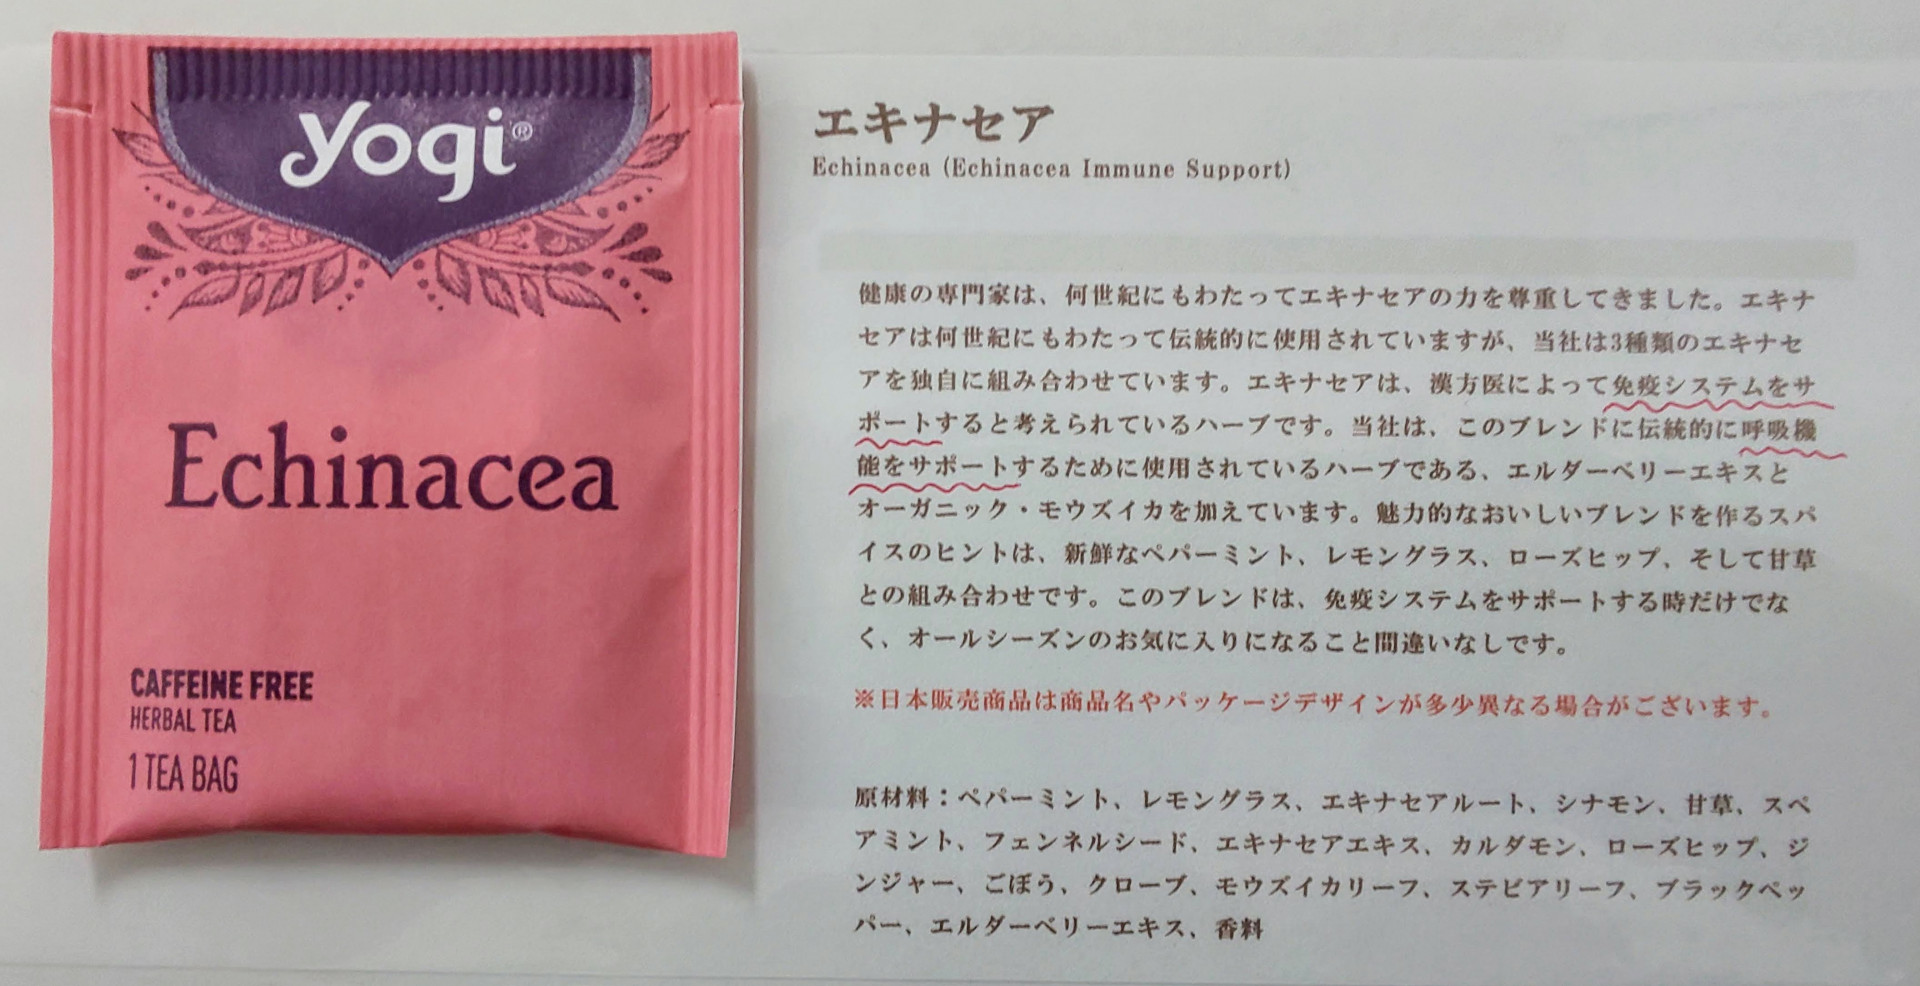 yogi®
Echinacea
CAFFEINE FREE
HERBAL TEA
1 TEA BAG
エキナセア
Echinacea (Echinacea Immune Support)
健康の専門家は、何世紀にもわたってエキナセアの力を尊重してきました。エキナ
セアは何世紀にもわたって伝統的に使用されていますが、当社は3種類のエキナセ
アを独自に組み合わせています。エキナセアは、漢方医によって免疫システムをサ
ポートすると考えられているハーブです。当社は、このブレンドに伝統的に呼吸機
能をサポートするために使用されているハーブである、エルダーベリーエキスと
オーガニック・モウズイカを加えています。魅力的なおいしいブレンドを作るスパ
イスのヒントは、新鮮なペパーミント、レモングラス、ローズヒップ、そして甘草
との組み合わせです。このブレンドは、免疫システムをサポートする時だけでな
く、オールシーズンのお気に入りになること間違いなしです。
※日本販売商品は商品名やパッケージデザインが多少異なる場合がございます。
原材料：ペパーミント、レモングラス、エキナセアルート、シナモン、甘草、スペ
アミント、フェンネルシード、エキナセアエキス、カルダモン、ローズヒップ、ジ
ンジャー、ごぼう、クローブ、モウズイカリーフ、ステビアリーフ、ブラックペッ
パー、エルダーベリーエキス、香料